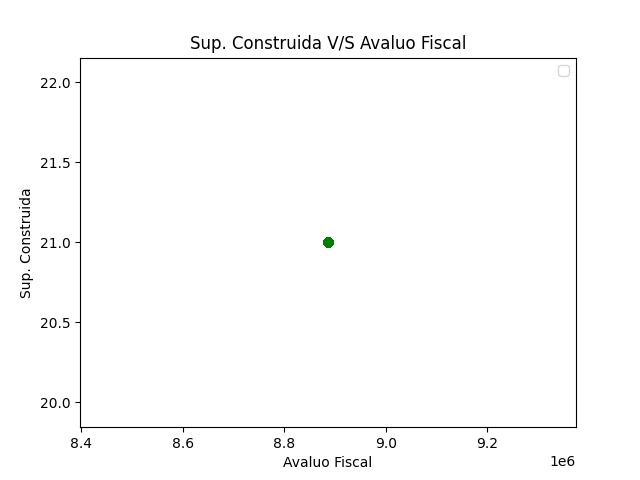 Sup. Construida V/S Avaluo Fiscal
22.0
21.5
21.0
20.5
20.0
Sup. Construida
8.4 8.6 8.8 9.0 9.2
1e6
Avaluo Fiscal